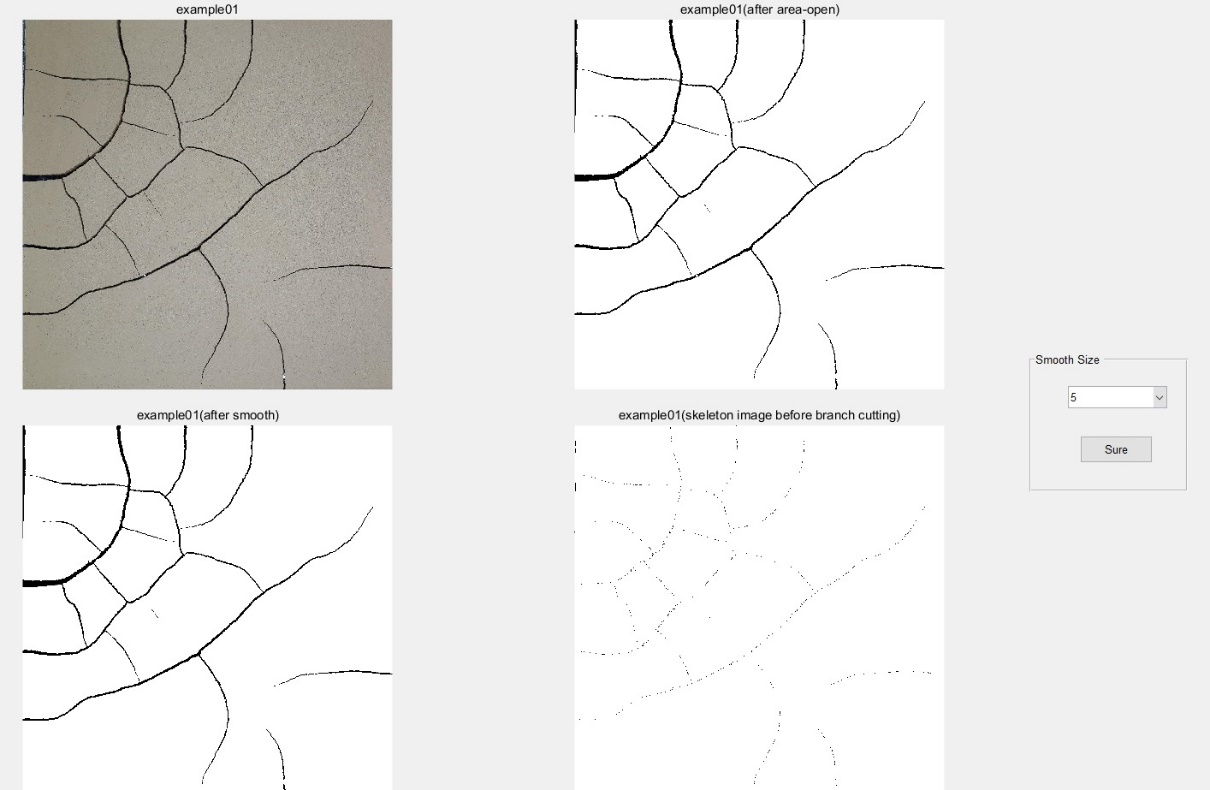 example01
example01(after area-open)
Smooth Size
5
Sure
example01(after smooth)
example01(skeleton image before branch cutting)